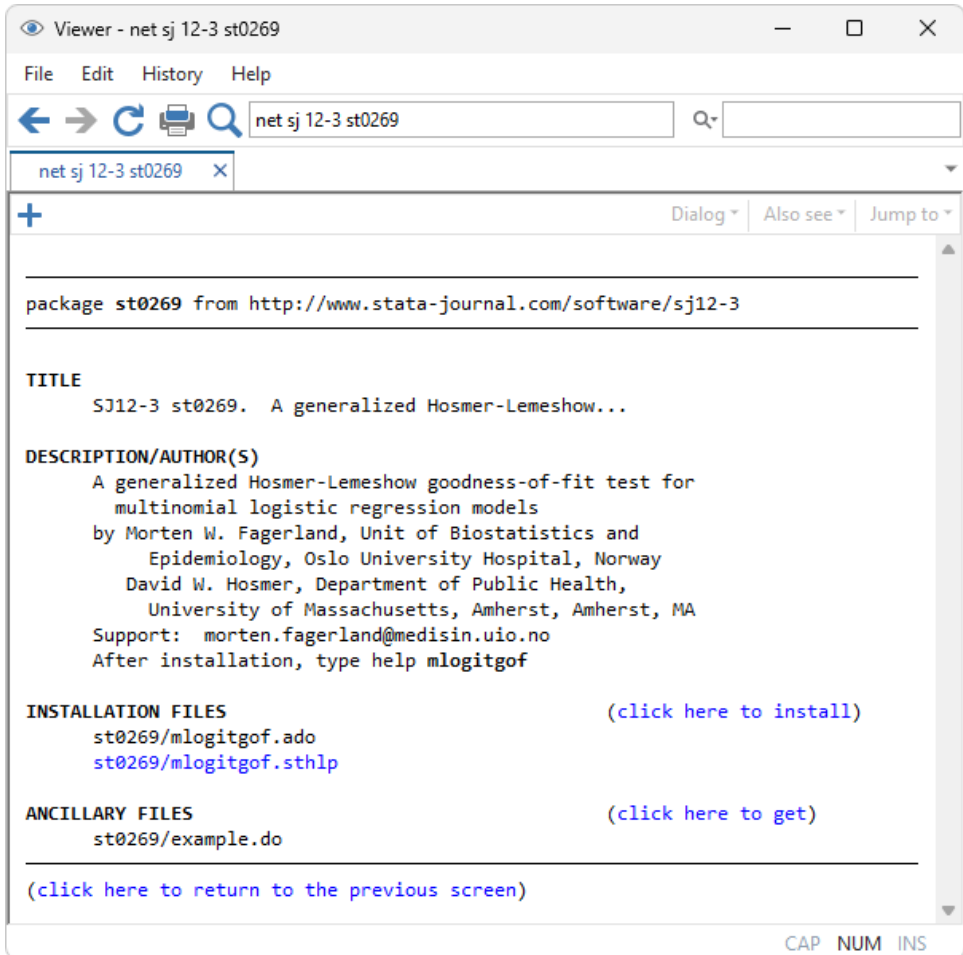 Viewer - net sj 12-3 st0269
File Edit History Help
net sj 12-3 st0269
net sj 12-3 st0269
Dialog Also see Jump to
package st0269 from http://www.stata-journal.com/software/sj12-3
TITLE
SJ12-3 st0269. A generalized Hosmer-Lemeshow...
DESCRIPTION/AUTHOR(S)
A generalized Hosmer-Lemeshow goodness-of-fit test for
multinomial logistic regression models
by Morten W. Fagerland, Unit of Biostatistics and
Epidemiology, Oslo University Hospital, Norway
David W. Hosmer, Department of Public Health,
University of Massachusetts, Amherst, Amherst, MA
Support: morten.fagerland@medisin.uio.no
After installation, type help mlogitgof
INSTALLATION FILES (click here to install)
st0269/mlogitgof.ado
st0269/mlogitgof.sthlp
ANCILLARY FILES (click here to get)
st0269/example.do
(click here to return to the previous screen)
CAP NUM INS